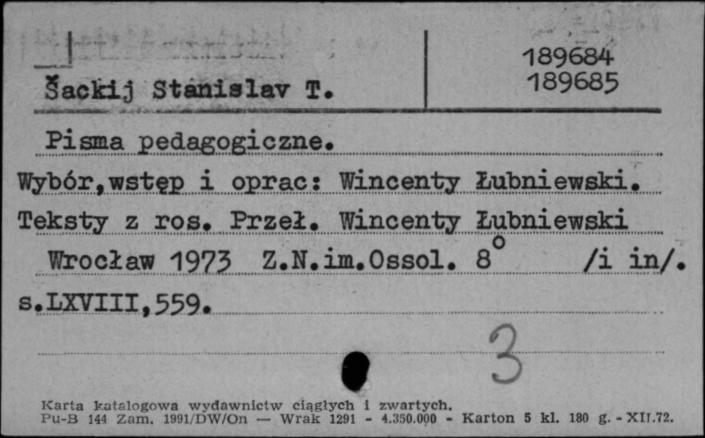 189684
189685
Šackij Stanislav T.
Pisma pedagogiczne.
Wybór,wstęp i oprac: Wincenty Łubniewski.
Teksty z ros. Przeł. Wincenty Łubniewski
Wrocław 1973 Z.N.im.Ossol. 8° /i in/.
s.LXVIII,559.
3
Karta katalogowa wydawnictw ciągłych i zwartych.
Pu-B 144 Zam. 1991/DW/On — Wrak 1291 - 4.350.000 - Karton 5 kl. 180 g. - XII.72.